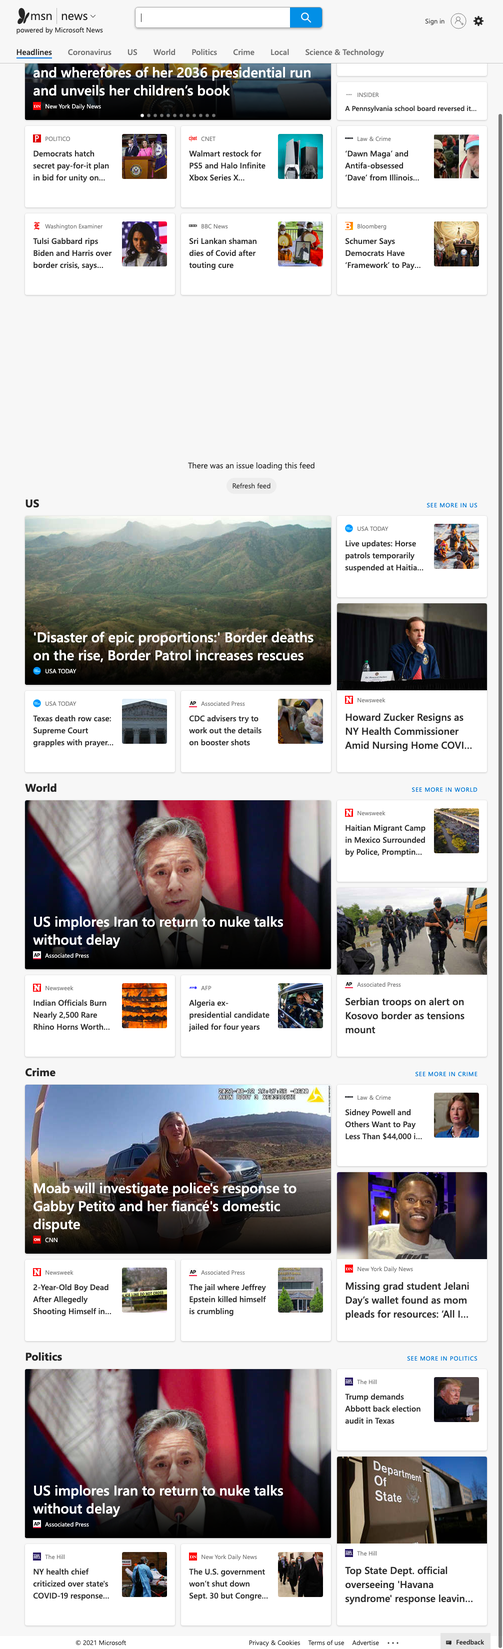 msn | news
powered by Microsoft News
Sign in
Headlines Coronavirus US World Politics Crime Local Science & Technology
and wherefores of her 2036 presidential run
and unveils her children's book
New York Daily News
INSIDER
A Pennsylvania school board reversed it...
POLITICO
Democrats hatch
secret pay-for-it plan
in bid for unity on...
CNET
Walmart restock for
PS5 and Halo Infinite
Xbox Series X...
Law & Crime
'Dawn Maga' and
Antifa-obsessed
'Dave' from Illinois...
Washington Examiner
Tulsi Gabbard rips
Biden and Harris over
border crisis, says...
BBC News
Sri Lankan shaman
dies of Covid after
touting cure
Bloomberg
Schumer Says
Democrats Have
'Framework' to Pay...
There was an issue loading this feed
Refresh feed
US
SEE MORE IN US
'Disaster of epic proportions:' Border deaths
on the rise, Border Patrol increases rescues
USA TODAY
USA TODAY
Live updates: Horse
patrols temporarily
suspended at Haitia...
Newsweek
Howard Zucker Resigns as
NY Health Commissioner
Amid Nursing Home COVI...
USA TODAY
Texas death row case:
Supreme Court
grapples with prayer...
AP Associated Press
CDC advisers try to
work out the details
on booster shots
World
SEE MORE IN WORLD
US implores Iran to return to nuke talks
without delay
AP Associated Press
Newsweek
Haitian Migrant Camp
in Mexico Surrounded
by Police, Promptin...
AP Associated Press
Serbian troops on alert on
Kosovo border as tensions
mount
Newsweek
Indian Officials Burn
Nearly 2,500 Rare
Rhino Horns Worth...
AFP
Algeria ex-
presidential candidate
jailed for four years
Crime
SEE MORE IN CRIME
Moab will investigate police's response to
Gabby Petito and her fiancé's domestic
dispute
CNN
Law & Crime
Sidney Powell and
Others Want to Pay
Less Than $44,000 i...
New York Daily News
Missing grad student Jelani
Day's wallet found as mom
pleads for resources: 'All I...
Newsweek
2-Year-Old Boy Dead
After Allegedly
Shooting Himself in...
AP Associated Press
The jail where Jeffrey
Epstein killed himself
is crumbling
Politics
SEE MORE IN POLITICS
US implores Iran to return to nuke talks
without delay
AP Associated Press
The Hill
Trump demands
Abbott back election
audit in Texas
Department
Of
State
The Hill
Top State Dept. official
overseeing 'Havana
syndrome' response leavin...
The Hill
NY health chief
criticized over state's
COVID-19 response...
New York Daily News
The U.S. government
won't shut down
Sept. 30 but Congre...
© 2021 Microsoft Privacy & Cookies Terms of use Advertise ... Feedback